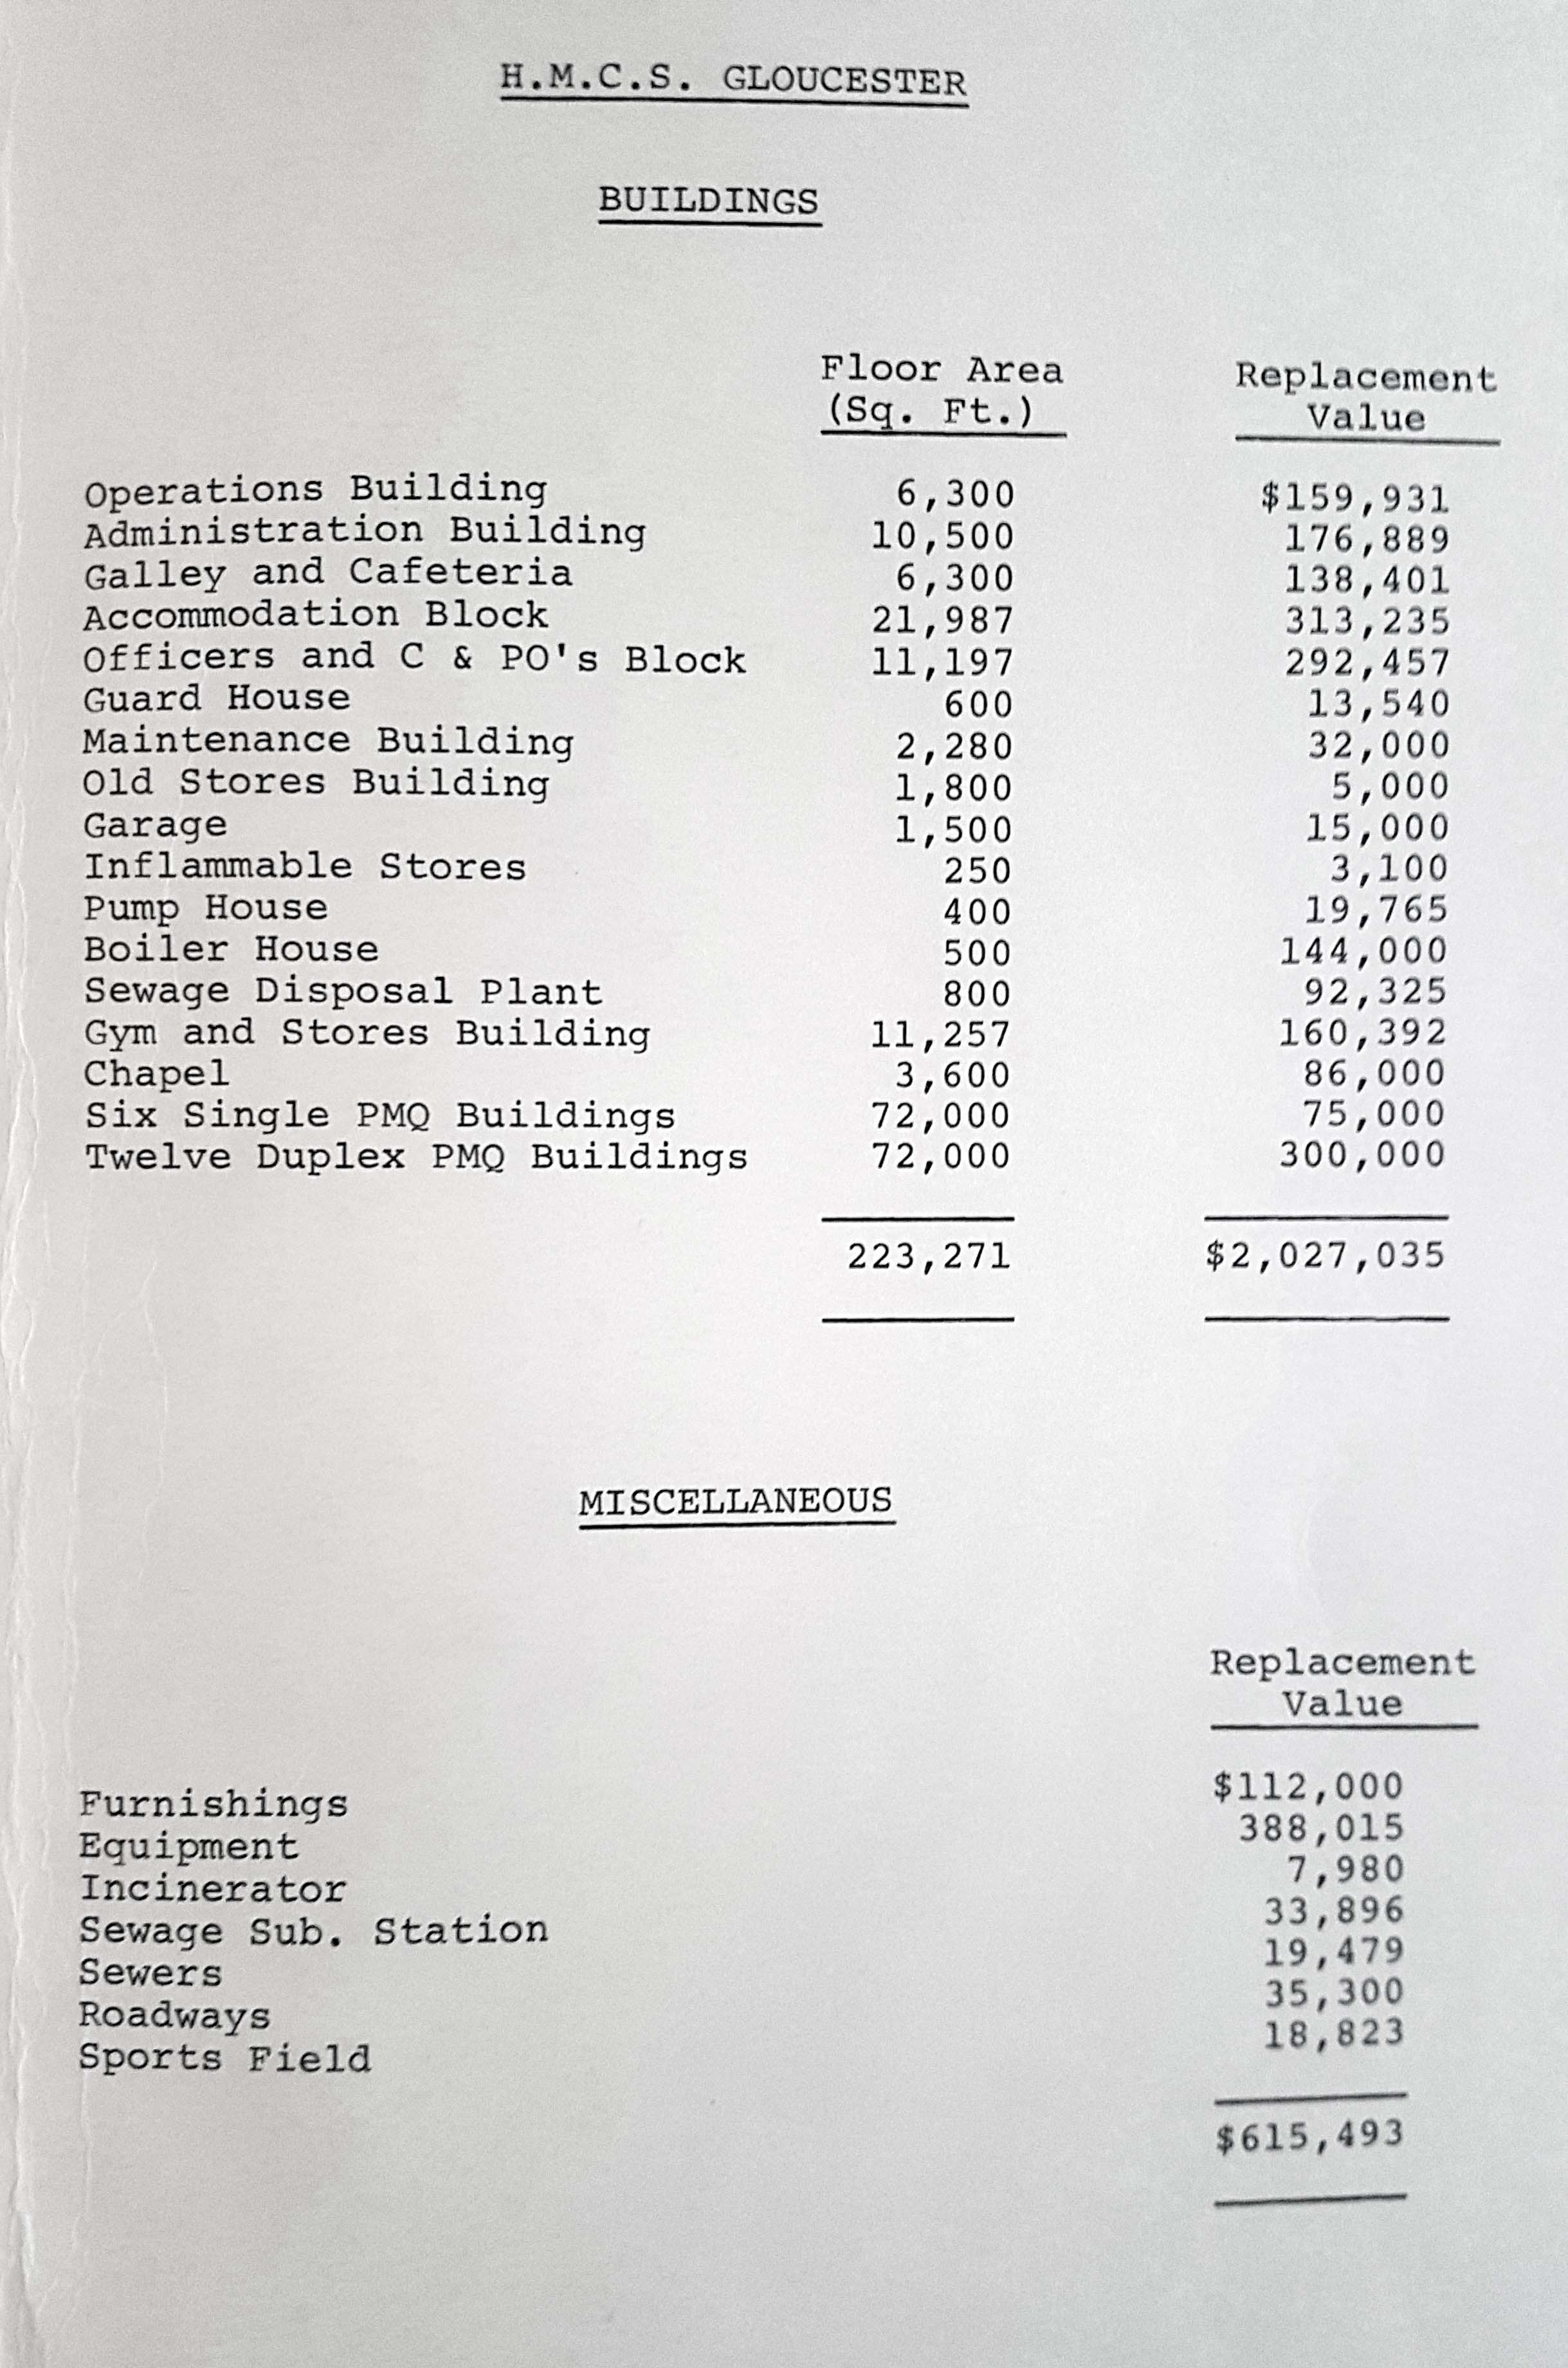 H.M.C.S. GLOUCESTER
BUILDINGS
Floor Area Replacement
(Sq. Ft.) Value
Operations Building 6,300 $159,931
Administration Building 10,500 176,889
Galley and Cafeteria 6,300 138,401
Accommodation Block 21,987 313,235
Officers and C & PO's Block 11,197 292,457
Guard House 600 13,540
Maintenance Building 2,280 32,000
Old Stores Building 1,800 5,000
Garage 1,500 15,000
Inflammable Stores 250 3,100
Pump House 400 19,765
Boiler House 500 144,000
Sewage Disposal Plant 800 92,325
Gym and Stores Building 11,257 160,392
Chapel 3,600 86,000
Six Single PMQ Buildings 72,000 75,000
Twelve Duplex PMQ Buildings 72,000 300,000
223,271 $2,027,035
MISCELLANEOUS
Replacement
Value
Furnishings $112,000
Equipment 388,015
Incinerator 7,980
Sewage Sub. Station 33,896
Sewers 19,479
Roadways 35,300
Sports Field 18,823
$615,493